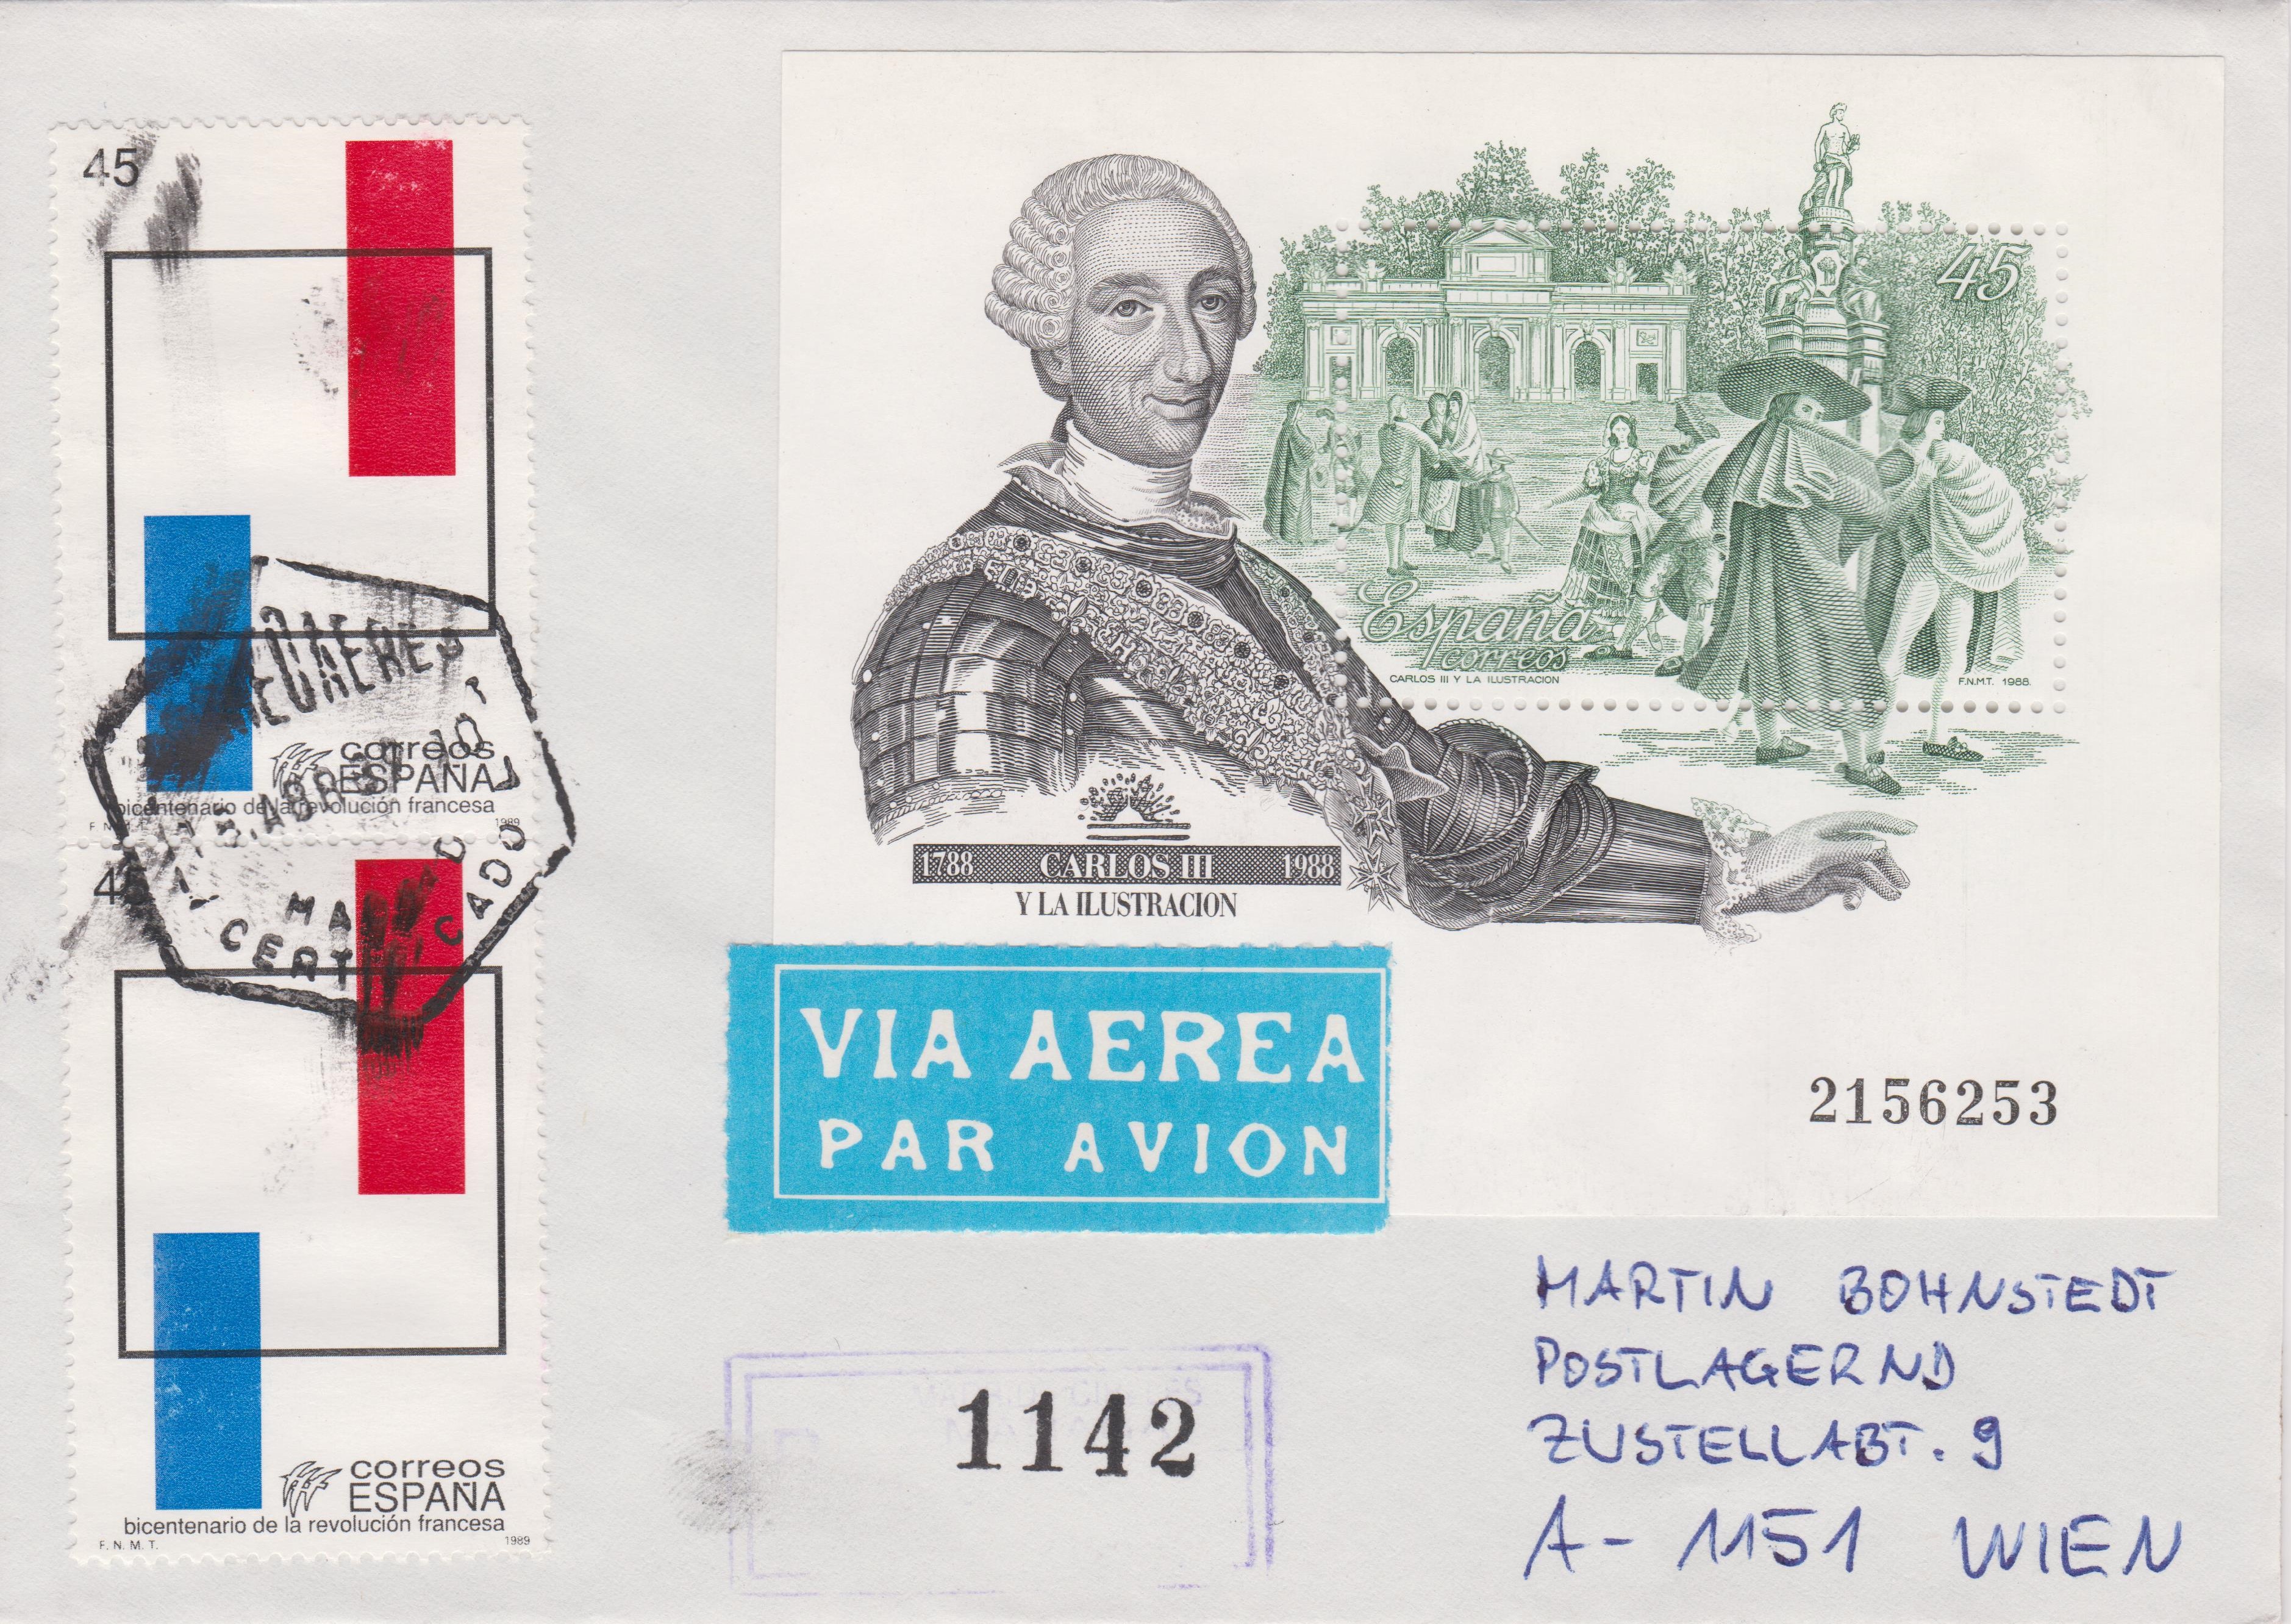 45
correos
ESPAÑA
bicentenario de la revolución francesa
F. N. M. T.
1989
MADRID
CERTIFICADO
45
correos
ESPAÑA
bicentenario de la revolución francesa
F. N. M. T.
1989
45
España
correos
CARLOS III Y LA ILUSTRACION
F.N.M.T. 1988.
1788 CARLOS III 1988
Y LA ILUSTRACION
VIA AEREA
PAR AVION
2156253
1142
MARTIN BOHNSTEDT
POSTLAGERND
ZUSTELLABT. 9
A - 1151 WIEN